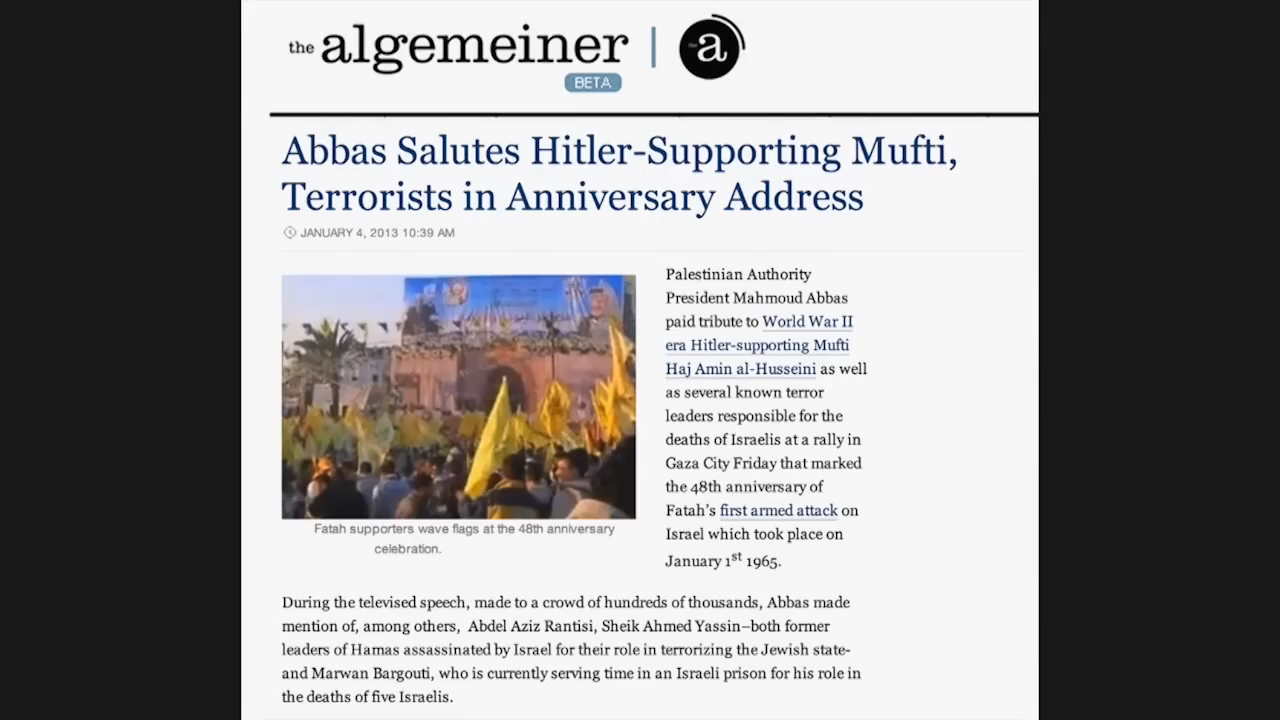 the algemeiner | a
BETA
Abbas Salutes Hitler-Supporting Mufti,
Terrorists in Anniversary Address
JANUARY 4, 2013 10:39 AM
Palestinian Authority
President Mahmoud Abbas
paid tribute to World War II
era Hitler-supporting Mufti
Haj Amin al-Husseini as well
as several known terror
leaders responsible for the
deaths of Israelis at a rally in
Gaza City Friday that marked
the 48th anniversary of
Fatah's first armed attack on
Israel which took place on
January 1st 1965.
Fatah supporters wave flags at the 48th anniversary
celebration.
During the televised speech, made to a crowd of hundreds of thousands, Abbas made
mention of, among others, Abdel Aziz Rantisi, Sheik Ahmed Yassin–both former
leaders of Hamas assassinated by Israel for their role in terrorizing the Jewish state-
and Marwan Bargouti, who is currently serving time in an Israeli prison for his role in
the deaths of five Israelis.